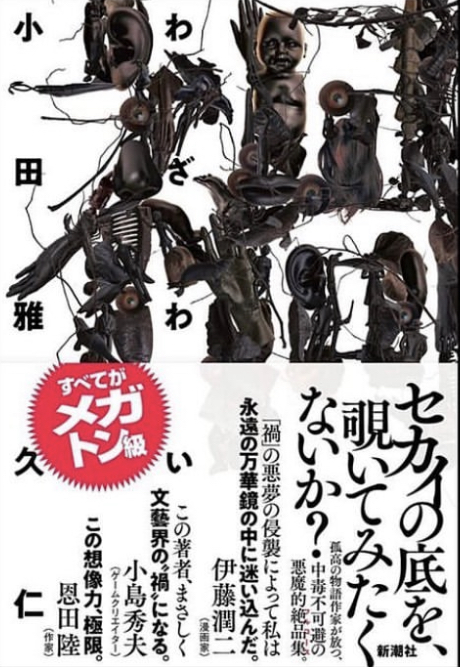 禍
わざわい
小田雅久仁
セカイの底を、
覗いてみたく
ないか?
孤高の物語作家が放つ、
中毒不可避の
悪魔的絶品集。
新潮社
「禍」の悪夢の侵襲によって私は
永遠の万華鏡の中に迷い込んだ。
伊藤潤二
(漫画家)
この著者、まさしく
文藝界の〝禍〟になる。
小島秀夫
(ゲームクリエイター)
この想像力、極限。
恩田陸
(作家)
すべてが
メガ
トン級